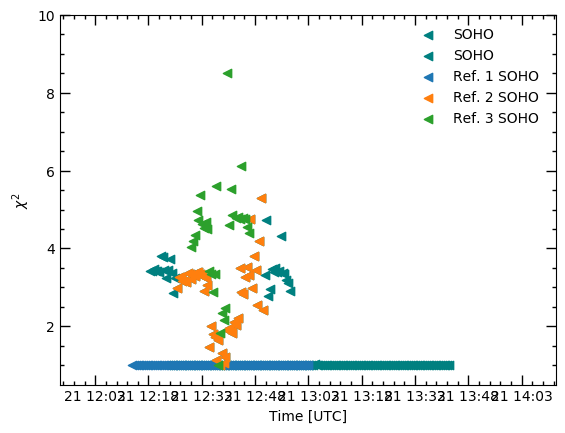 10
8
6
4
2
χ²
SOHO
SOHO
Ref. 1 SOHO
Ref. 2 SOHO
Ref. 3 SOHO
21 12:03 21 12:18 21 12:33 21 12:48 21 13:03 21 13:18 21 13:33 21 13:48 21 14:03
Time [UTC]